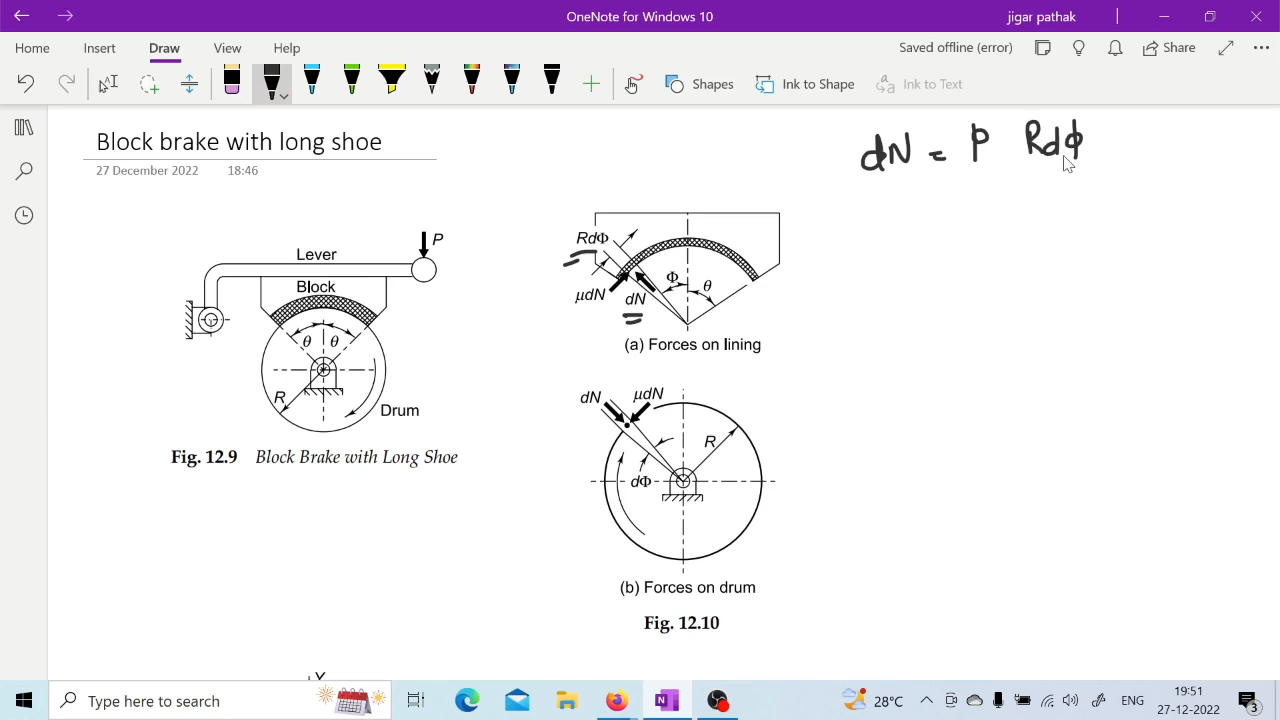 OneNote for Windows 10
jigar pathak
Home Insert Draw View Help
Saved offline (error)
Share
Shapes
Ink to Shape
Ink to Text
Block brake with long shoe
27 December 2022 18:46
dN = P Rdϕ
P
Lever
Block
θ θ
R
Drum
Fig. 12.9 Block Brake with Long Shoe
RdΦ
Φ
θ
μdN
dN
(a) Forces on lining
dN
μdN
R
dΦ
(b) Forces on drum
Fig. 12.10
Y
Type here to search
28°C
ENG
19:51
27-12-2022
3